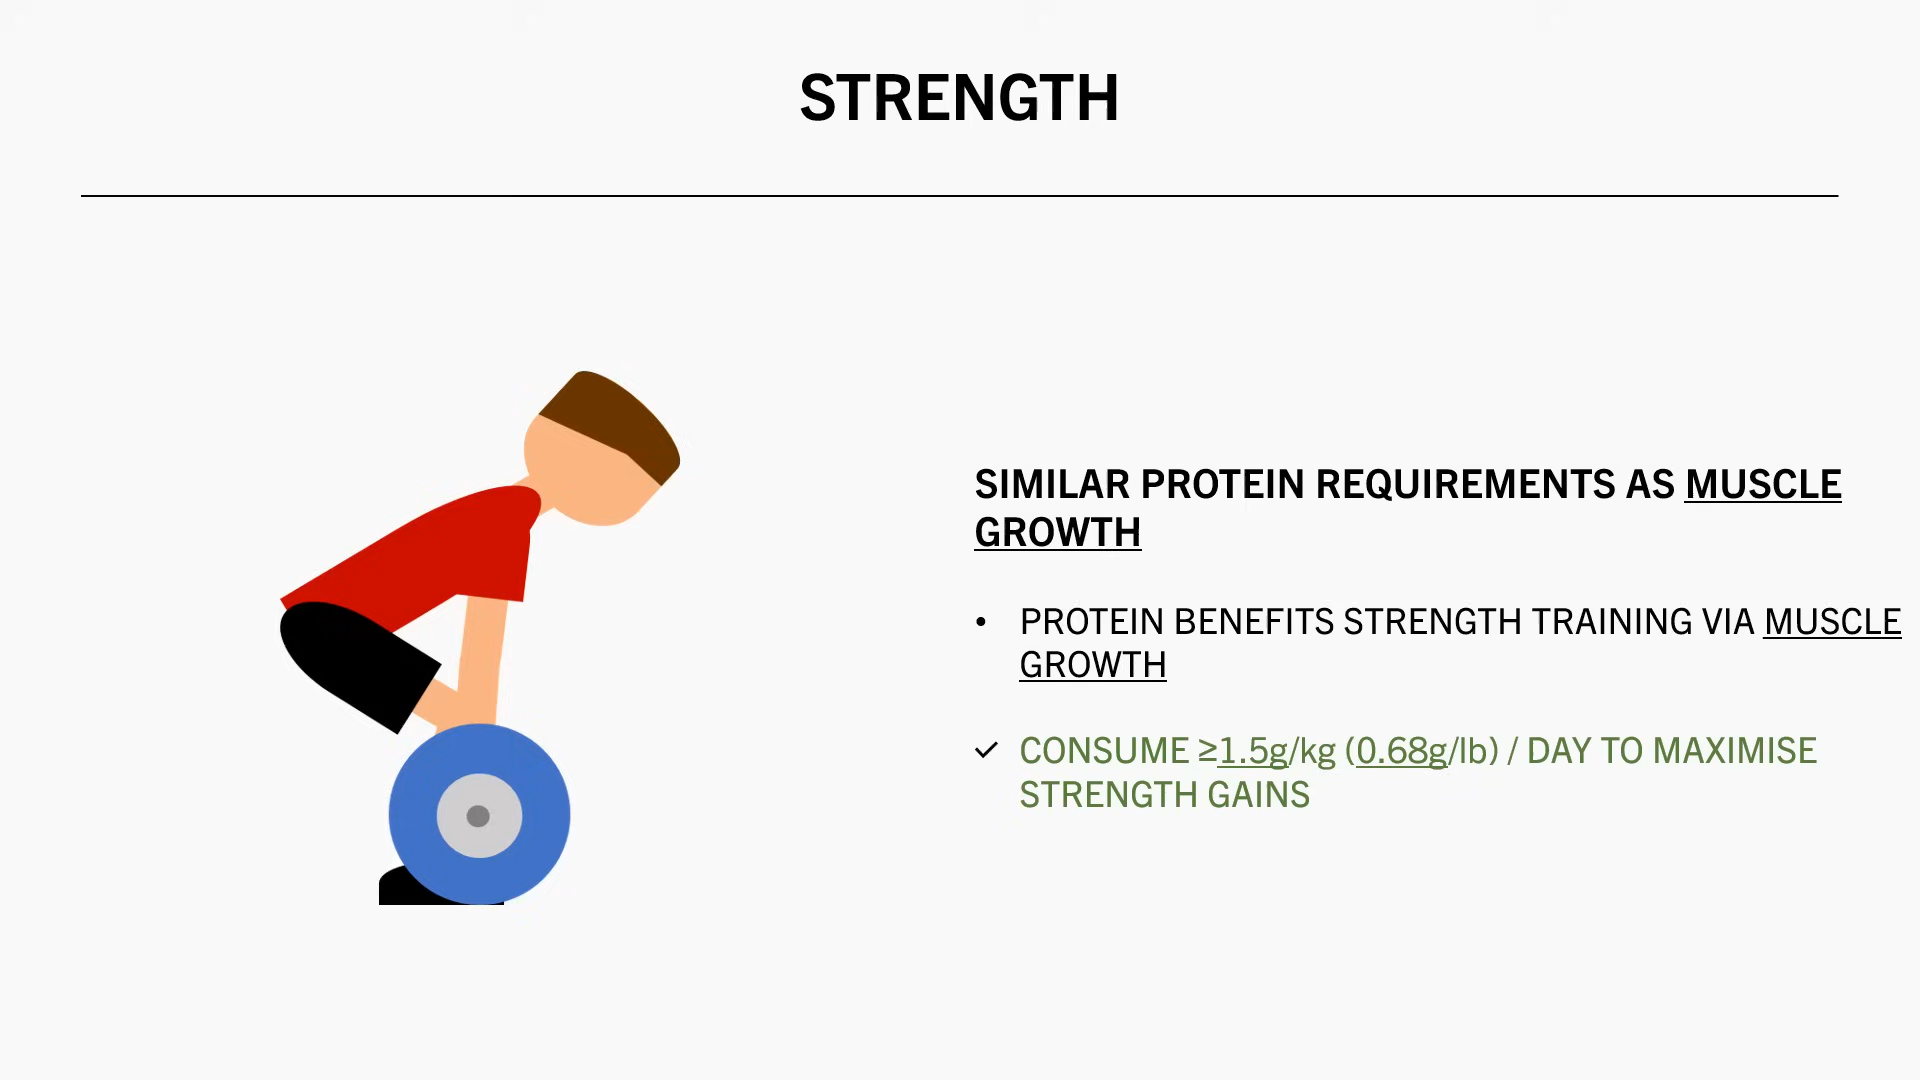 STRENGTH
SIMILAR PROTEIN REQUIREMENTS AS MUSCLE
GROWTH
• PROTEIN BENEFITS STRENGTH TRAINING VIA MUSCLE
GROWTH
✓ CONSUME ≥1.5g/kg (0.68g/lb) / DAY TO MAXIMISE
STRENGTH GAINS